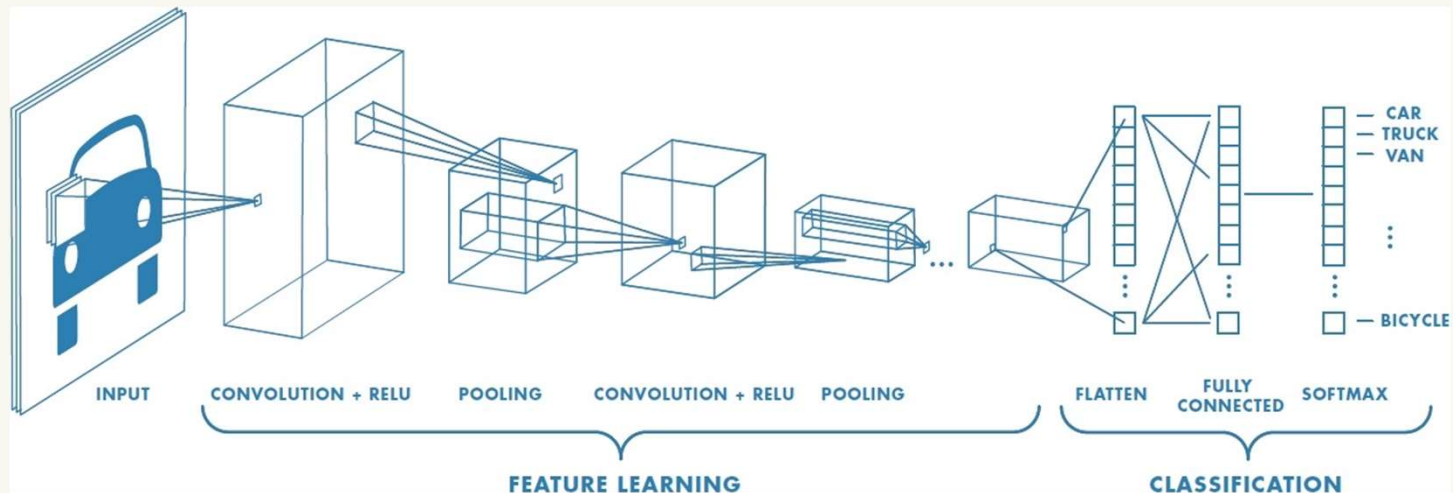 CAR
TRUCK
VAN
BICYCLE
INPUT
CONVOLUTION + RELU
POOLING
CONVOLUTION + RELU
POOLING
FLATTEN
FULLY
CONNECTED
SOFTMAX
FEATURE LEARNING
CLASSIFICATION